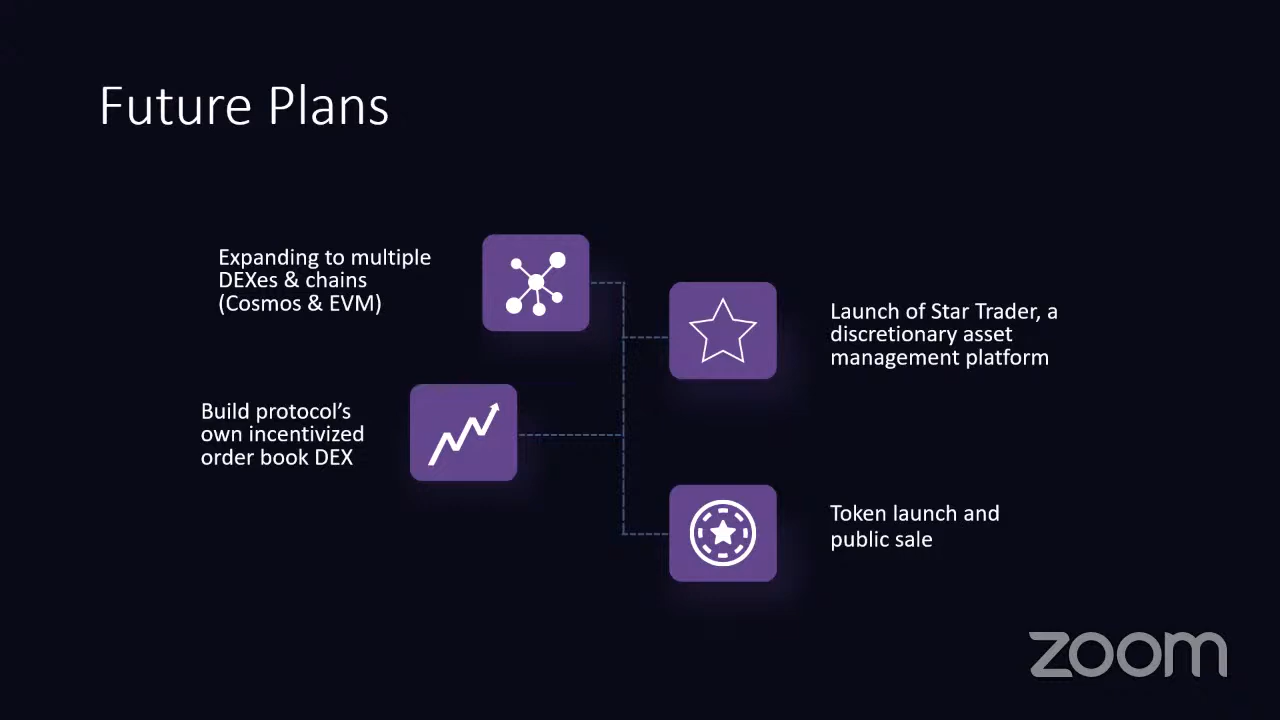 Future Plans
Expanding to multiple
DEXes & chains
(Cosmos & EVM)
Launch of Star Trader, a
discretionary asset
management platform
Build protocol’s
own incentivized
order book DEX
Token launch and
public sale
zoom